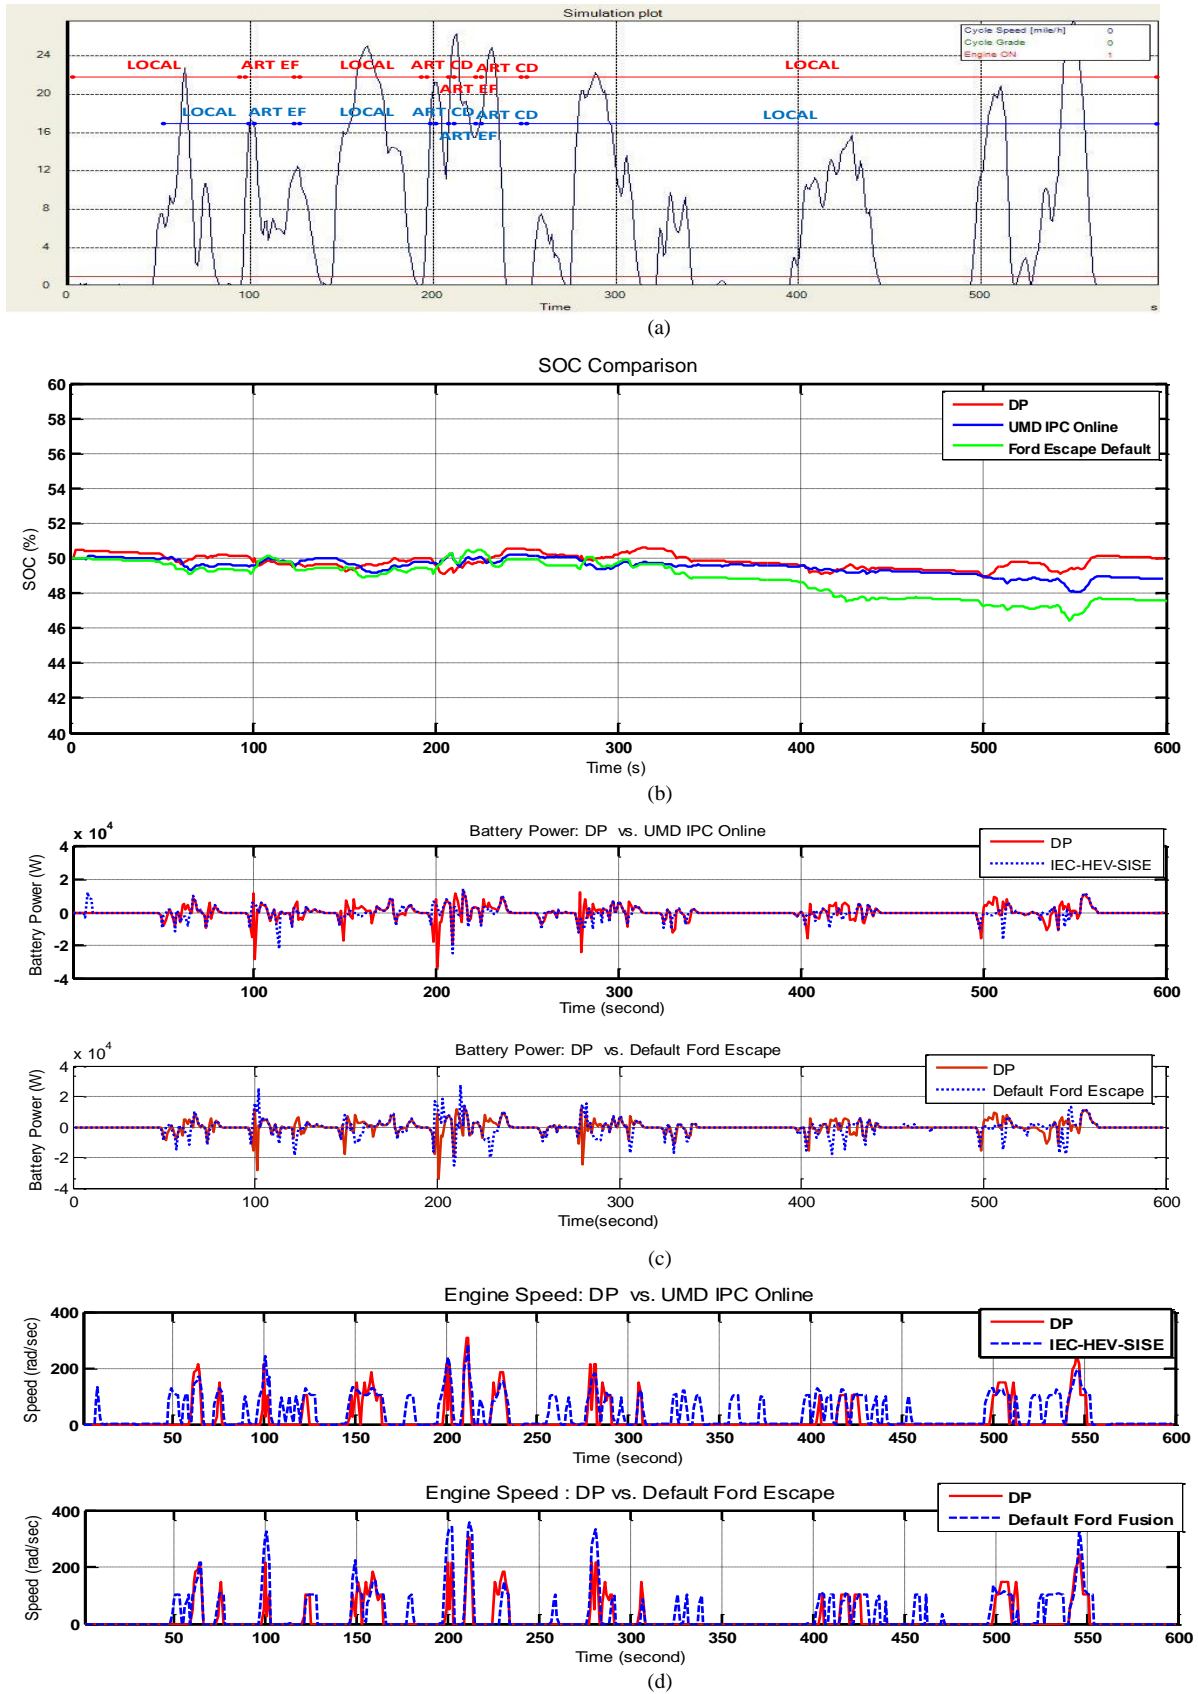 Simulation plot
Cycle Speed [mile/h] 0
Cycle Grade 0
Engine ON 1
24
20
16
12
8
4
0
LOCAL ART EF LOCAL ART CD ART CD LOCAL
ART EF
LOCAL ART EF LOCAL ART CD ART CD LOCAL
ART EF
0 100 200 300 400 500
Time s
(a)
SOC Comparison
DP
UMD IPC Online
Ford Escape Default
SOC (%)
60
58
56
54
52
50
48
46
44
42
40
0 100 200 300 400 500 600
Time (s)
(b)
Battery Power: DP vs. UMD IPC Online
x 10^4
DP
IEC-HEV-SISE
Battery Power (W)
4
2
0
-2
-4
100 200 300 400 500 600
Time (second)
Battery Power: DP vs. Default Ford Escape
x 10^4
DP
Default Ford Escape
Battery Power (W)
4
2
0
-2
-4
0 100 200 300 400 500 600
Time(second)
(c)
Engine Speed: DP vs. UMD IPC Online
DP
IEC-HEV-SISE
Speed (rad/sec)
400
200
0
50 100 150 200 250 300 350 400 450 500 550 600
Time (second)
Engine Speed : DP vs. Default Ford Escape
DP
Default Ford Fusion
Speed (rad/sec)
400
200
0
50 100 150 200 250 300 350 400 450 500 550 600
Time (second)
(d)